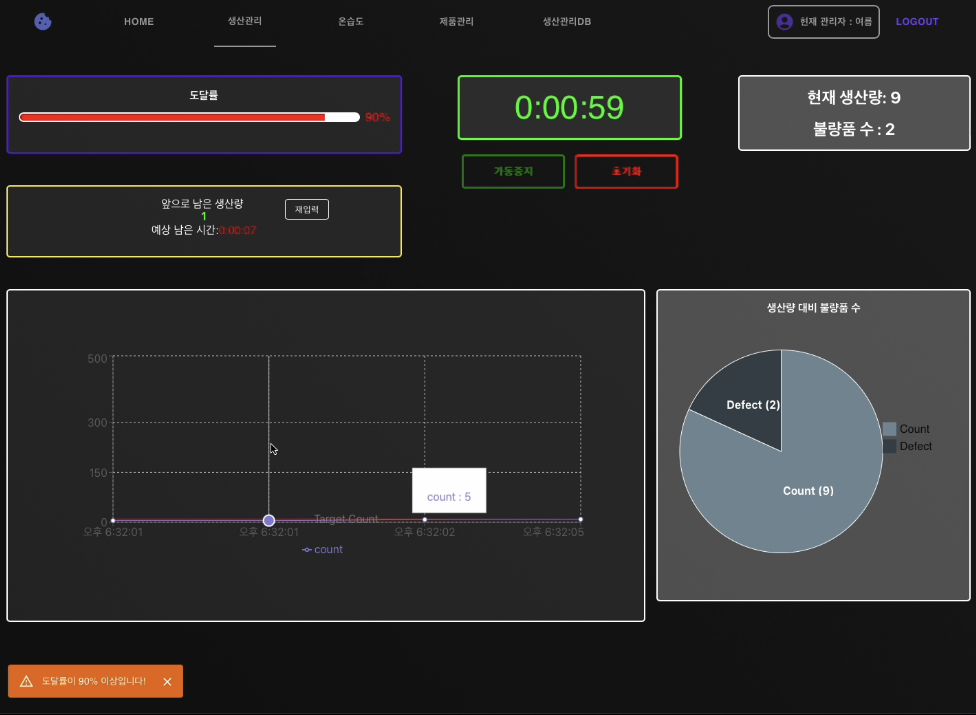 HOME
생산관리
온습도
제품관리
생산관리DB
현재 관리자 : 여름
LOGOUT
도달률
90%
0:00:59
가동중지
초기화
현재 생산량: 9
불량품 수 : 2
앞으로 남은 생산량
1
재입력
예상 남은 시간:0:00:07
생산량 대비 불량품 수
500
300
150
0
count : 5
Target Count
오후 6:32:01
오후 6:32:01
오후 6:32:02
오후 6:32:05
count
Defect (2)
Count (9)
Count
Defect
도달률이 90% 이상입니다!